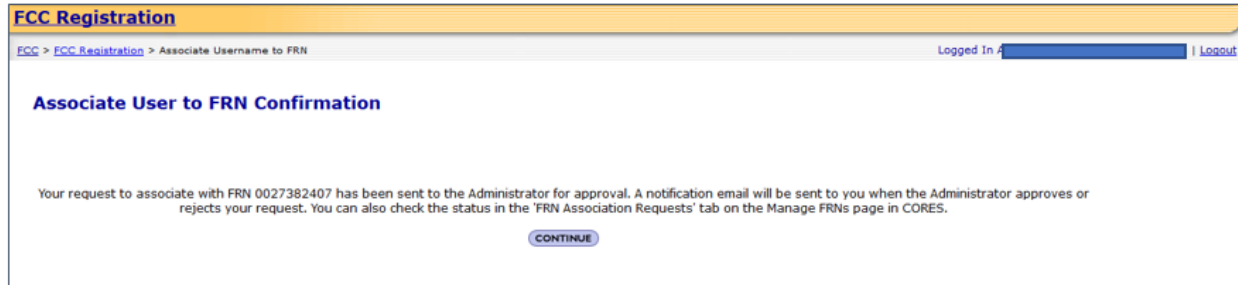 FCC Registration
FCC > FCC Registration > Associate Username to FRN Logged In | Logout
Associate User to FRN Confirmation
Your request to associate with FRN 0027382407 has been sent to the Administrator for approval. A notification email will be sent to you when the Administrator approves or
rejects your request. You can also check the status in the 'FRN Association Requests' tab on the Manage FRNs page in CORES.
CONTINUE